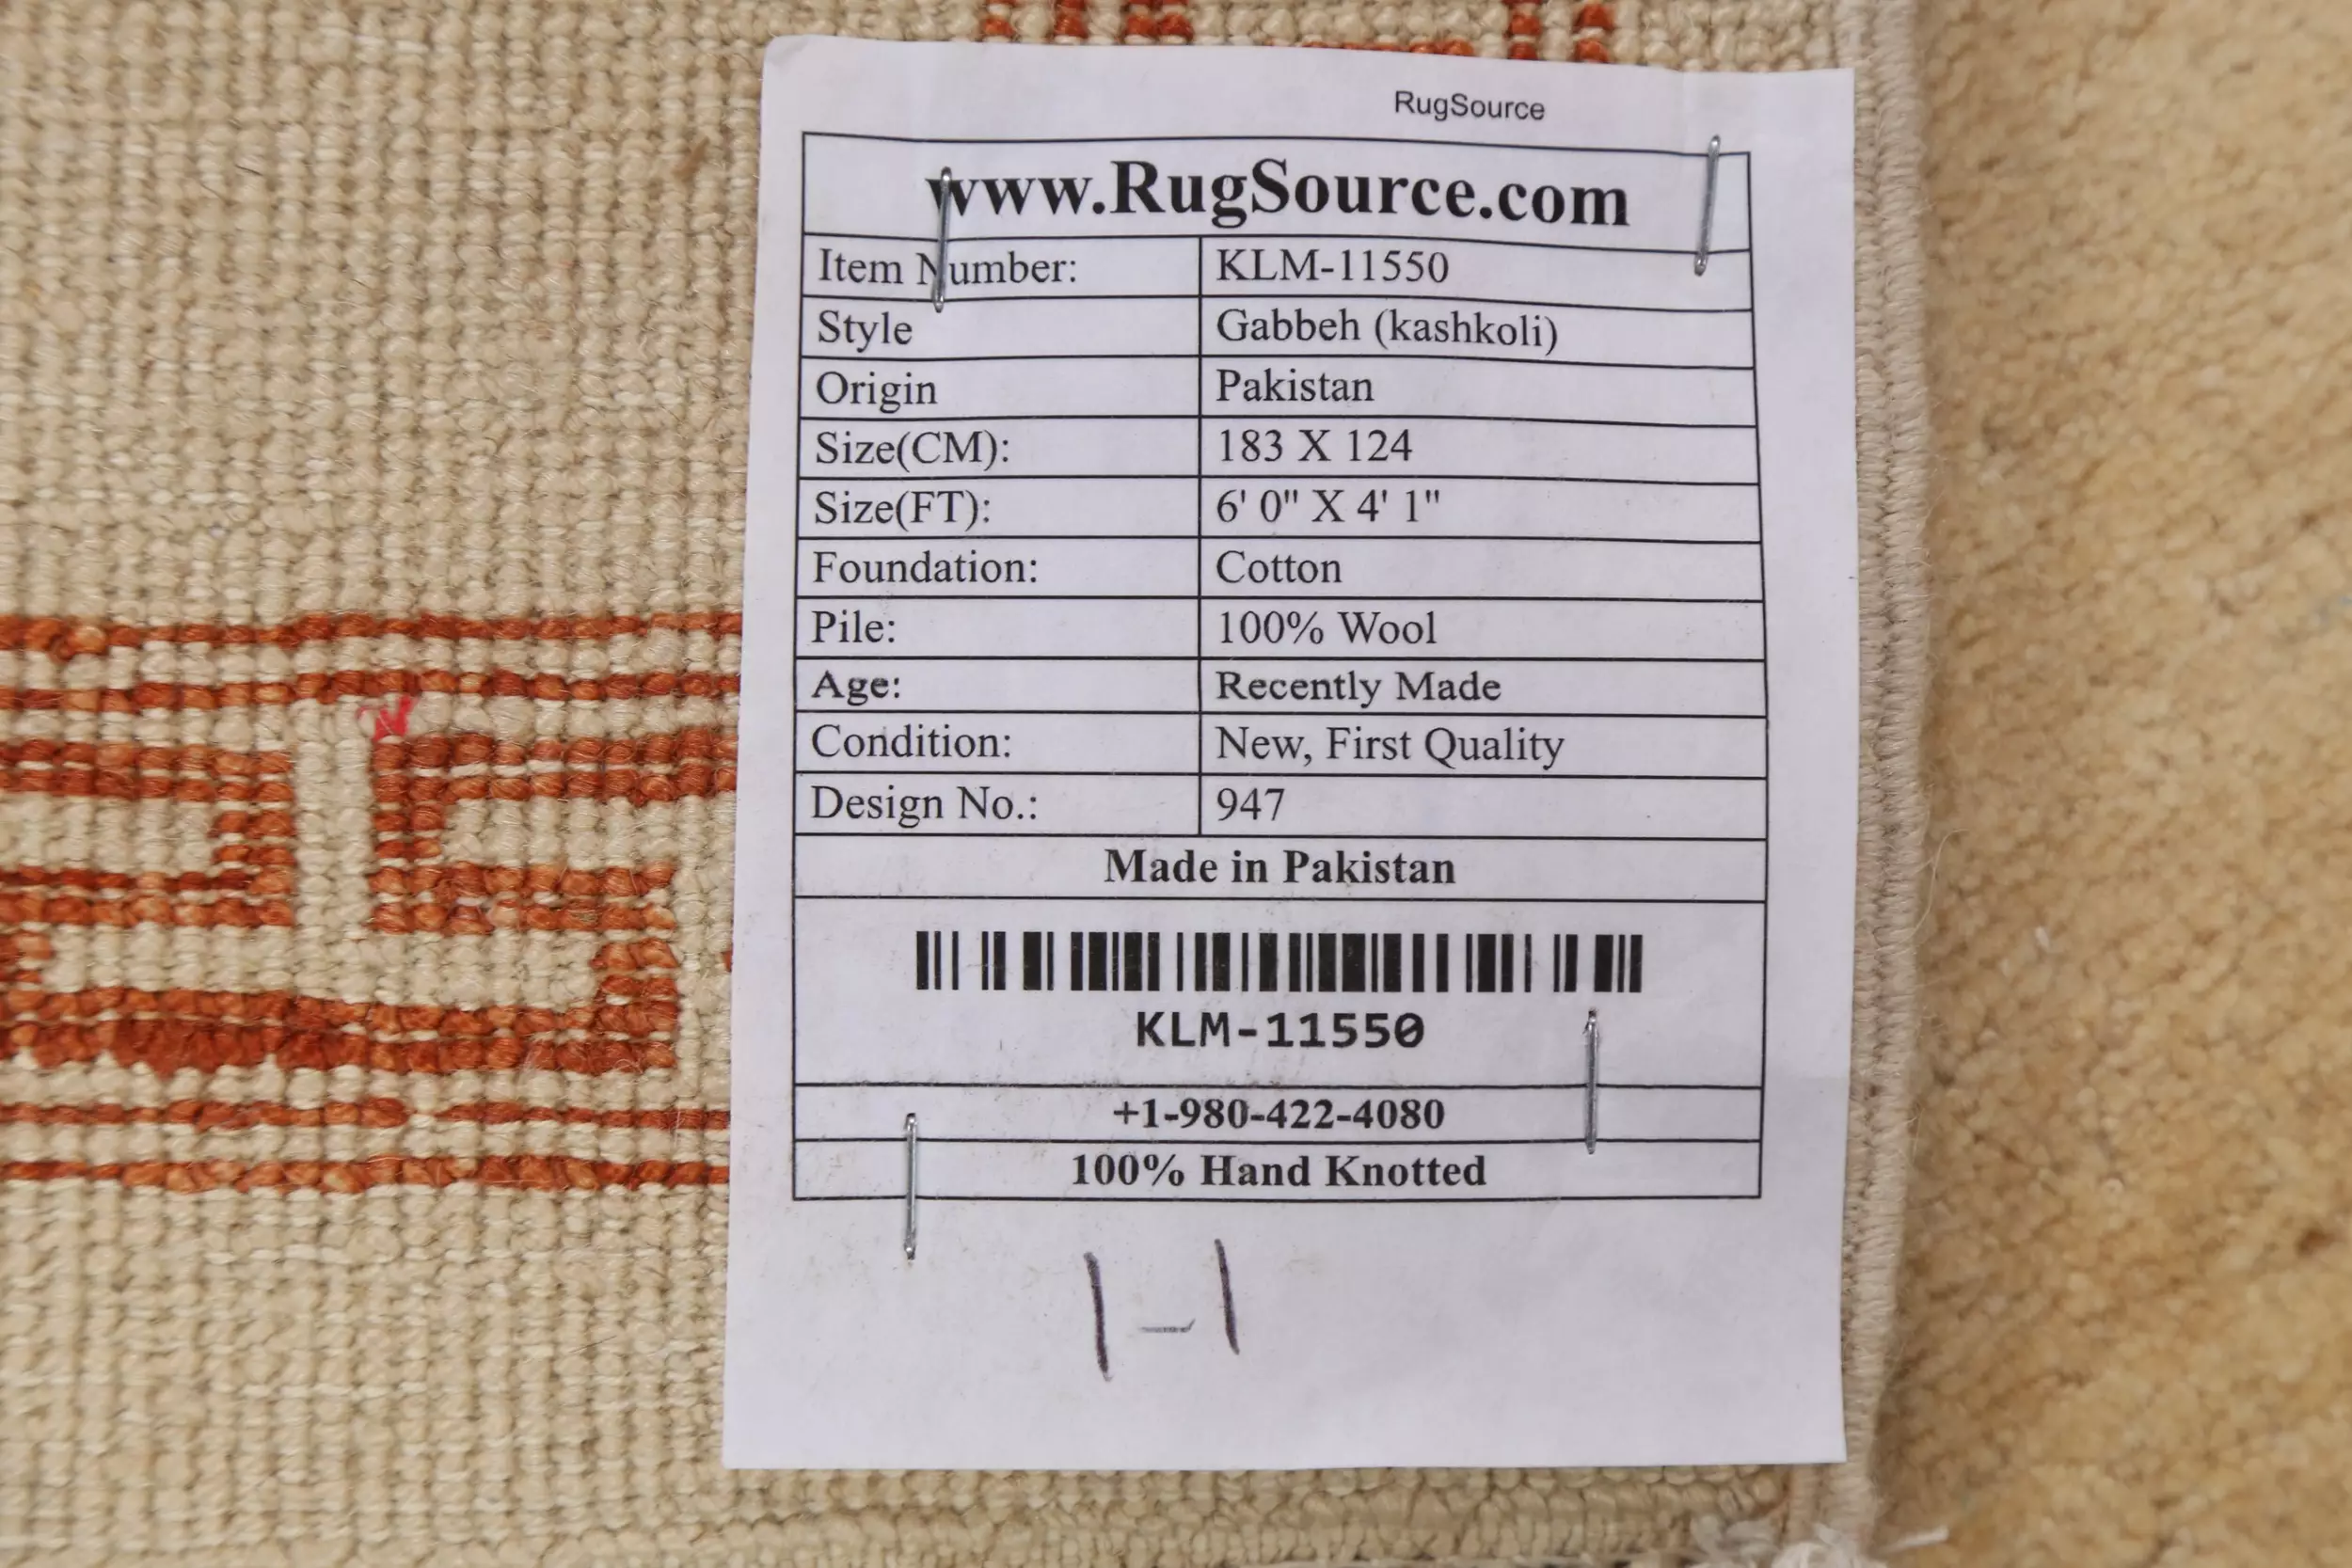 RugSource
www.RugSource.com
Item Number: KLM-11550
Style Gabbeh (kashkoli)
Origin Pakistan
Size(CM): 183 X 124
Size(FT): 6' 0" X 4' 1"
Foundation: Cotton
Pile: 100% Wool
Age: Recently Made
Condition: New, First Quality
Design No.: 947
Made in Pakistan
KLM-11550
+1-980-422-4080
100% Hand Knotted
1-1